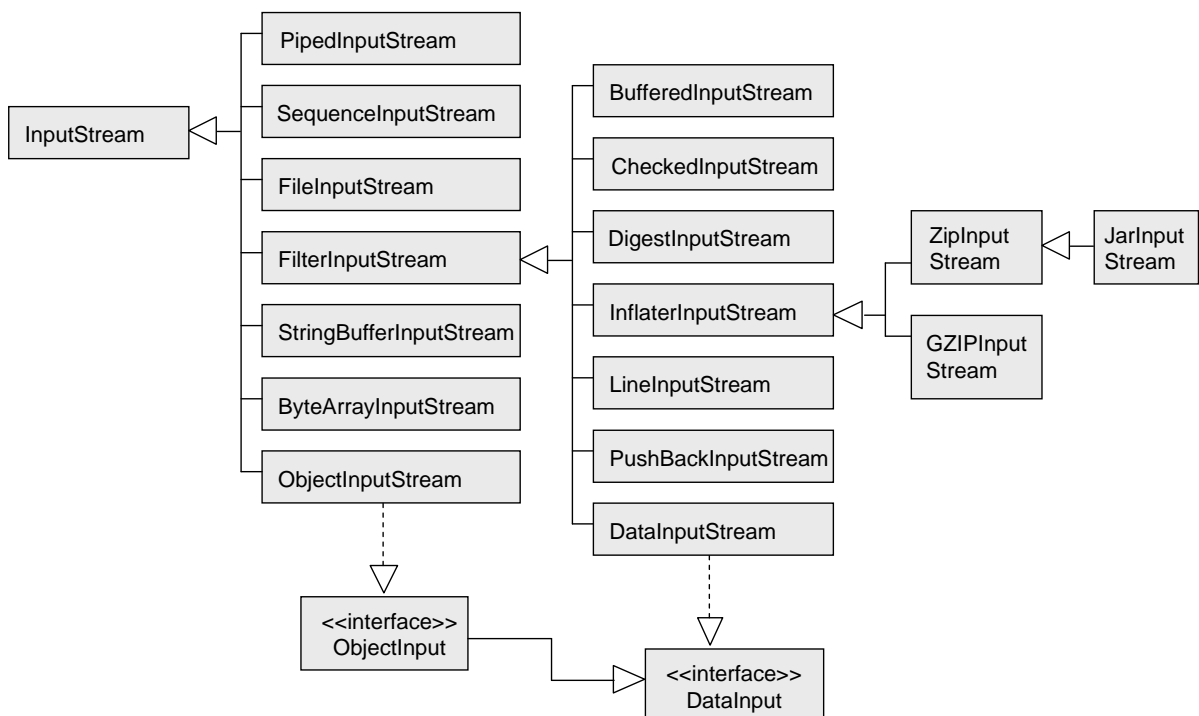 InputStream
PipedInputStream
SequenceInputStream
FileInputStream
FilterInputStream
StringBufferInputStream
ByteArrayInputStream
ObjectInputStream
BufferedInputStream
CheckedInputStream
DigestInputStream
InflaterInputStream
LineInputStream
PushBackInputStream
DataInputStream
ZipInput
Stream
JarInput
Stream
GZIPInput
Stream
<<interface>>
ObjectInput
<<interface>>
DataInput